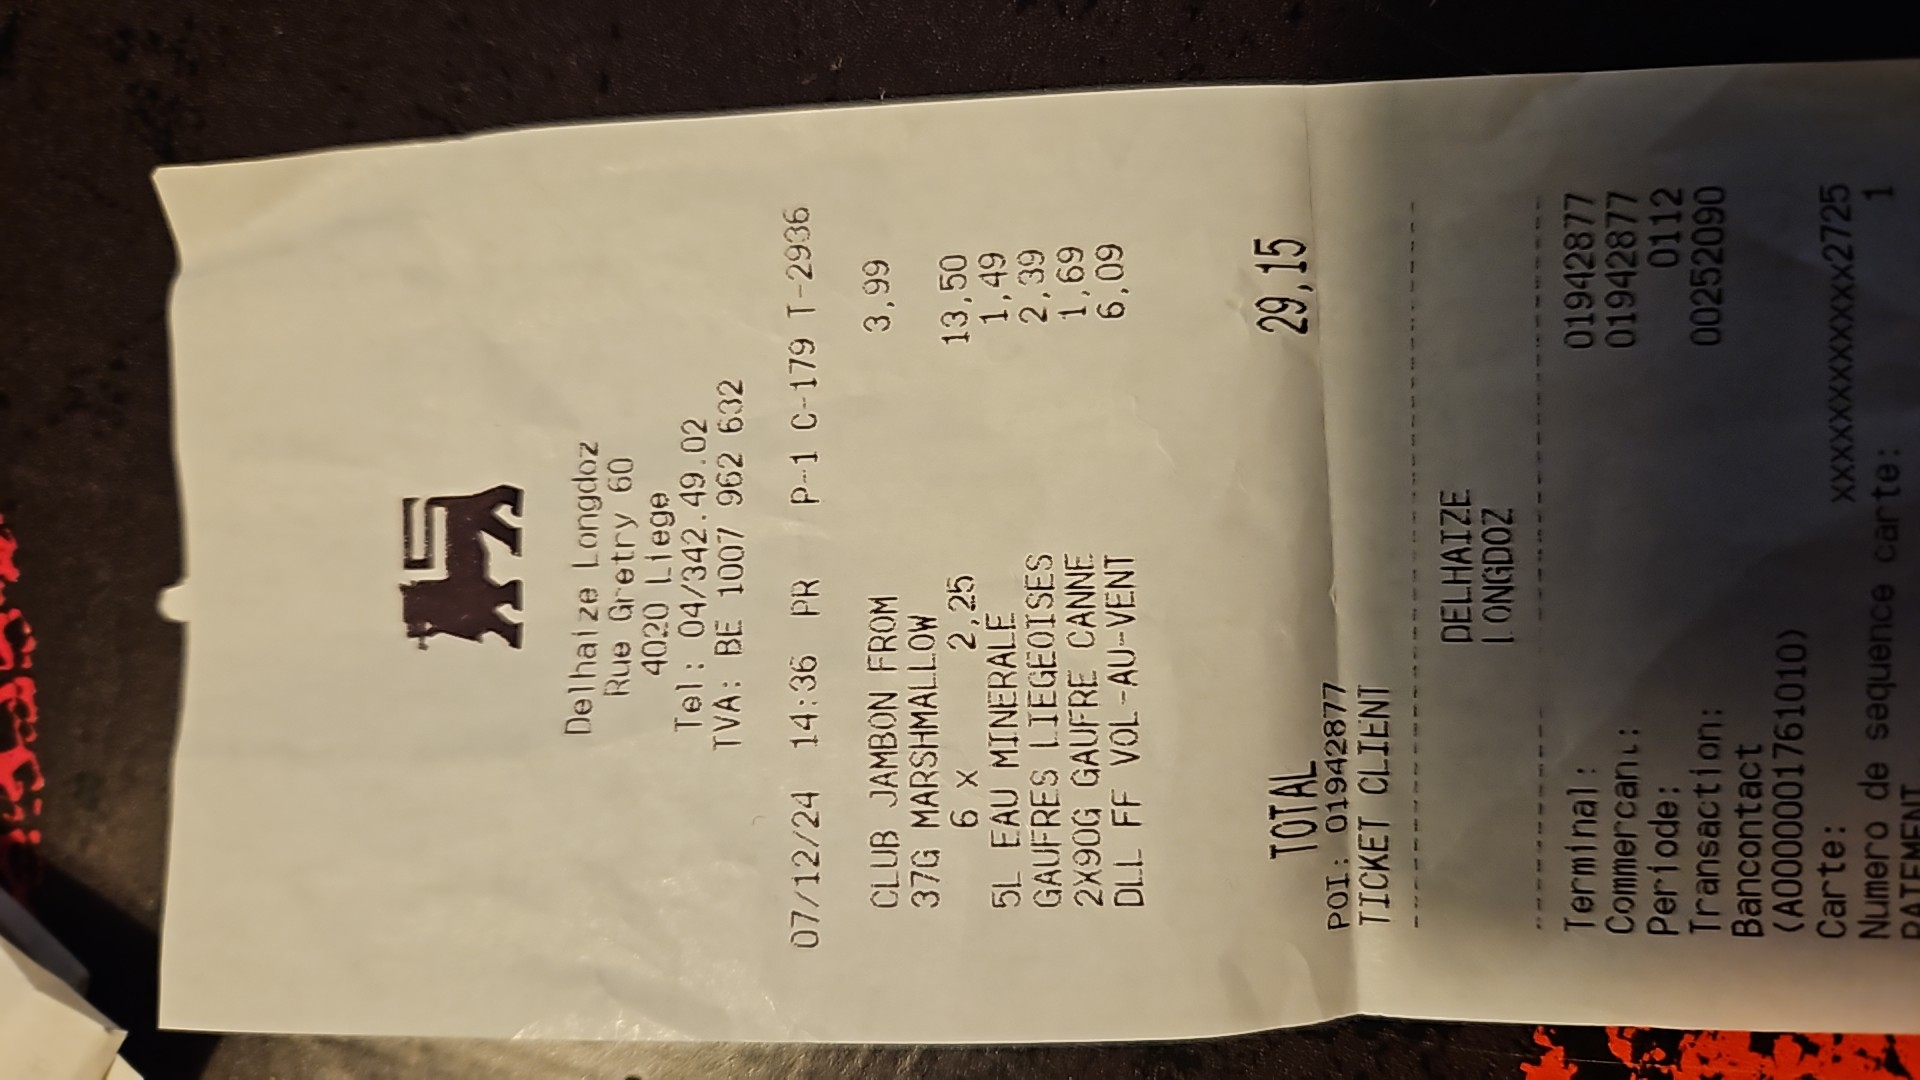 Delhaize Longdoz
Rue Gretry 60
4020 Liege
Tel : 04/342.49.02
TVA: BE 1007 962 632
07/12/24 14:36 PR P-1 C-179 T-2936
CLUB JAMBON FROM 3,99
37G MARSHMALLOW
6 x 2,25 13,50
5L EAU MINERALE 1,49
GAUFRES LIEGEOISES 2,39
2X90G GAUFRE CANNE 1,69
DLL FF VOL-AU-VENT 6,09
TOTAL 29,15
POI: 01942877
TICKET CLIENT
DELHAIZE
LONGDOZ
Terminal: 01942877
Commercan.: 01942877
Periode: 0112
Transaction: 00252090
Bancontact
(A0000001761010)
Carte: xxxxxxxxxxxxxxx2725
Numero de sequence carte: 1